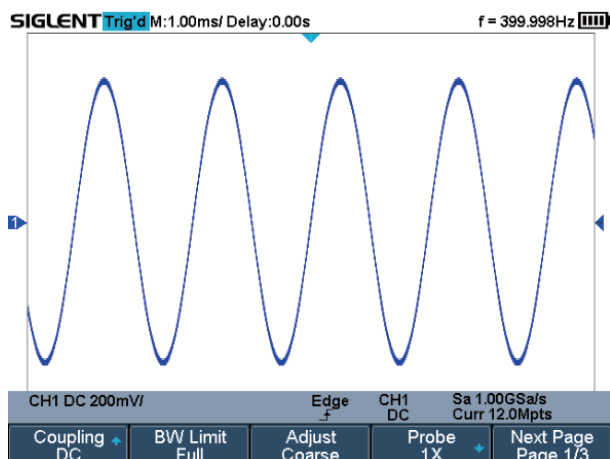 SIGLENT Trig'd M:1.00ms/ Delay:0.00s f = 399.998Hz
1
CH1 DC 200mV/ Edge CH1 Sa 1.00GSa/s
DC Curr 12.0Mpts
Coupling BW Limit Adjust Probe Next Page
DC Full Coarse 1X Page 1/3